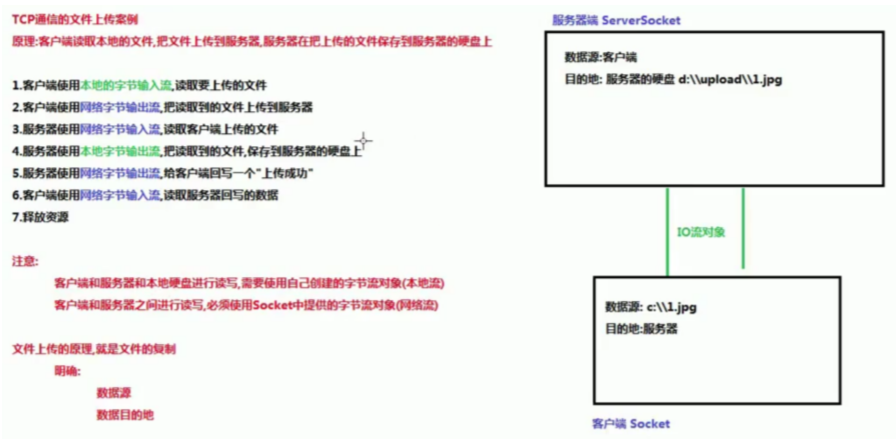 TCP通信的文件上传案例
原理:客户端读取本地的文件,把文件上传到服务器,服务器在把上传的文件保存到服务器的硬盘上
1.客户端使用本地的字节输入流,读取要上传的文件
2.客户端使用网络字节输出流,把读取到的文件上传到服务器
3.服务器使用网络字节输入流,读取客户端上传的文件
4.服务器使用本地字节输出流,把读取到的文件,保存到服务器的硬盘上
5.服务器使用网络字节输出流,给客户端回写一个"上传成功"
6.客户端使用网络字节输入流,读取服务器回写的数据
7.释放资源
注意:
客户端和服务器和本地硬盘进行读写,需要使用自己创建的字节流对象(本地流)
客户端和服务器之间进行读写,必须使用Socket中提供的字节流对象(网络流)
文件上传的原理,就是文件的复制
明确:
数据源
数据目的地
服务器端 ServerSocket
数据源:客户端
目的地: 服务器的硬盘 d:\\upload\\1.jpg
IO流对象
数据源: c:\\1.jpg
目的地:服务器
客户端 Socket